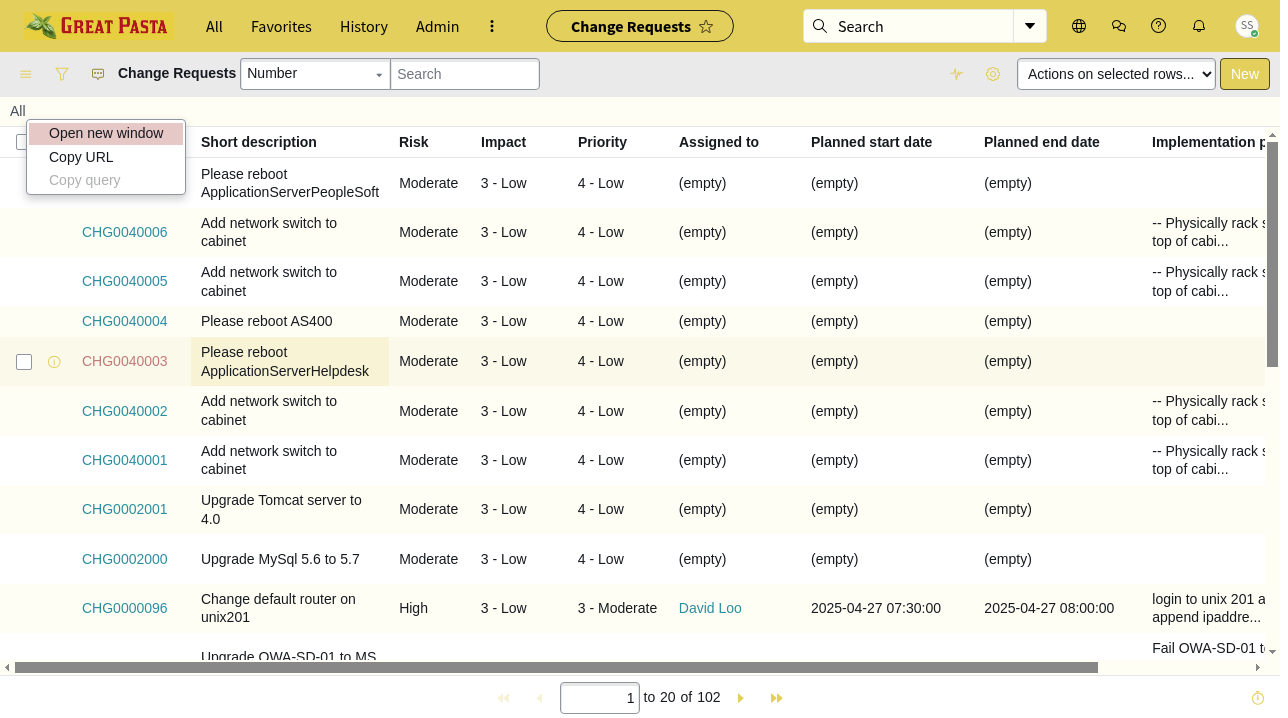 GREAT PASTA All Favorites History Admin Change Requests Search SS
Change Requests Number Search Actions on selected rows... New
All
Open new window
Copy URL
Copy query
Short description Risk Impact Priority Assigned to Planned start date Planned end date Implementation p
Please reboot ApplicationServerPeopleSoft Moderate 3 - Low 4 - Low (empty) (empty) (empty)
CHG0040006 Add network switch to cabinet Moderate 3 - Low 4 - Low (empty) (empty) (empty) -- Physically rack s top of cabi...
CHG0040005 Add network switch to cabinet Moderate 3 - Low 4 - Low (empty) (empty) (empty) -- Physically rack s top of cabi...
CHG0040004 Please reboot AS400 Moderate 3 - Low 4 - Low (empty) (empty) (empty)
CHG0040003 Please reboot ApplicationServerHelpdesk Moderate 3 - Low 4 - Low (empty) (empty) (empty)
CHG0040002 Add network switch to cabinet Moderate 3 - Low 4 - Low (empty) (empty) (empty) -- Physically rack s top of cabi...
CHG0040001 Add network switch to cabinet Moderate 3 - Low 4 - Low (empty) (empty) (empty) -- Physically rack s top of cabi...
CHG0002001 Upgrade Tomcat server to 4.0 Moderate 3 - Low 4 - Low (empty) (empty) (empty)
CHG0002000 Upgrade MySql 5.6 to 5.7 Moderate 3 - Low 4 - Low (empty) (empty) (empty)
CHG0000096 Change default router on unix201 High 3 - Low 3 - Moderate David Loo 2025-04-27 07:30:00 2025-04-27 08:00:00 login to unix 201 a append ipaddre...
Upgrade OWA-SD-01 to MS Fail OWA-SD-01 to
1 to 20 of 102